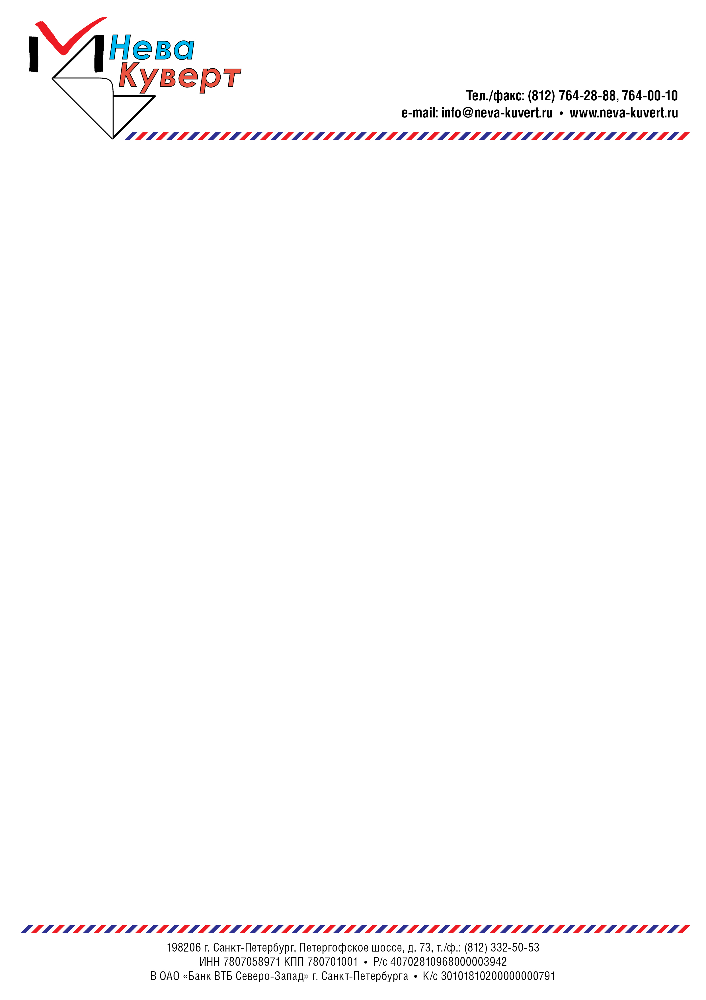 Нева
Куверт
Тел./факс: (812) 764-28-88, 764-00-10
e-mail: info@neva-kuvert.ru • www.neva-kuvert.ru
198206 г. Санкт-Петербург, Петергофское шоссе, д. 73, т./ф.: (812) 332-50-53
ИНН 7807058971 КПП 780701001 • Р/с 40702810968000003942
В ОАО «Банк ВТБ Северо-Запад» г. Санкт-Петербурга • К/с 30101810200000000791